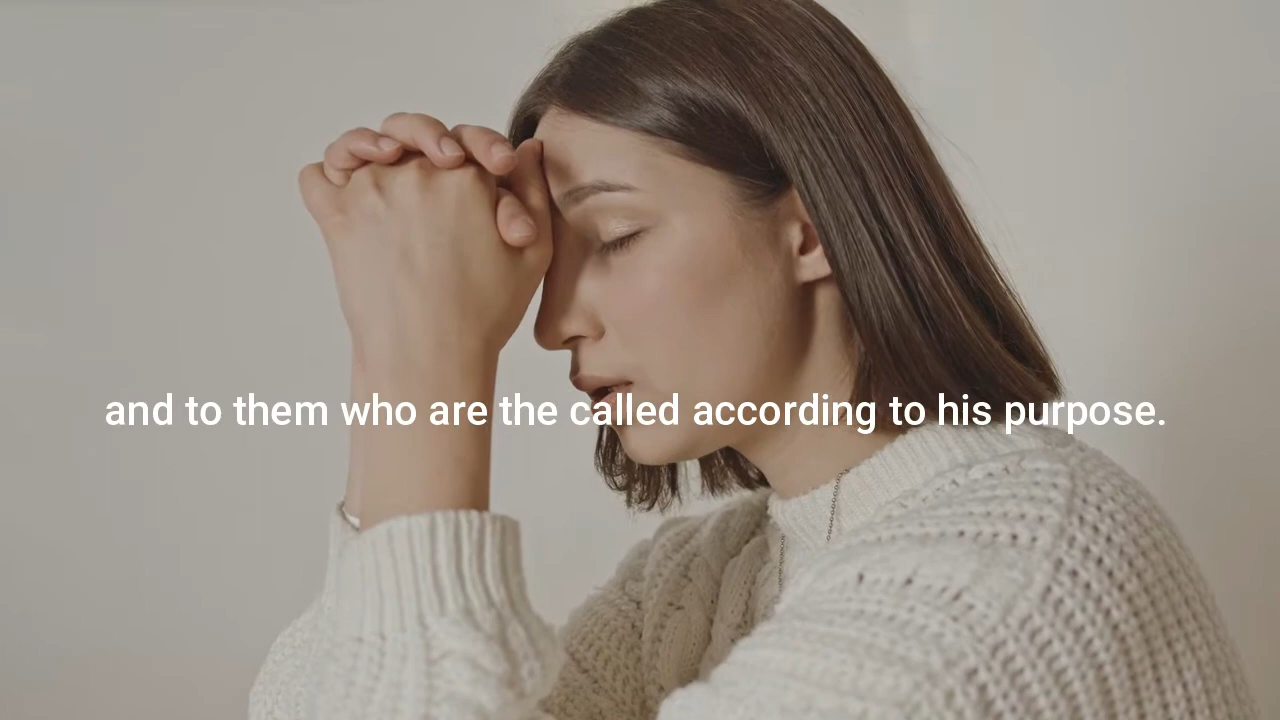 and to them who are the called according to his purpose.